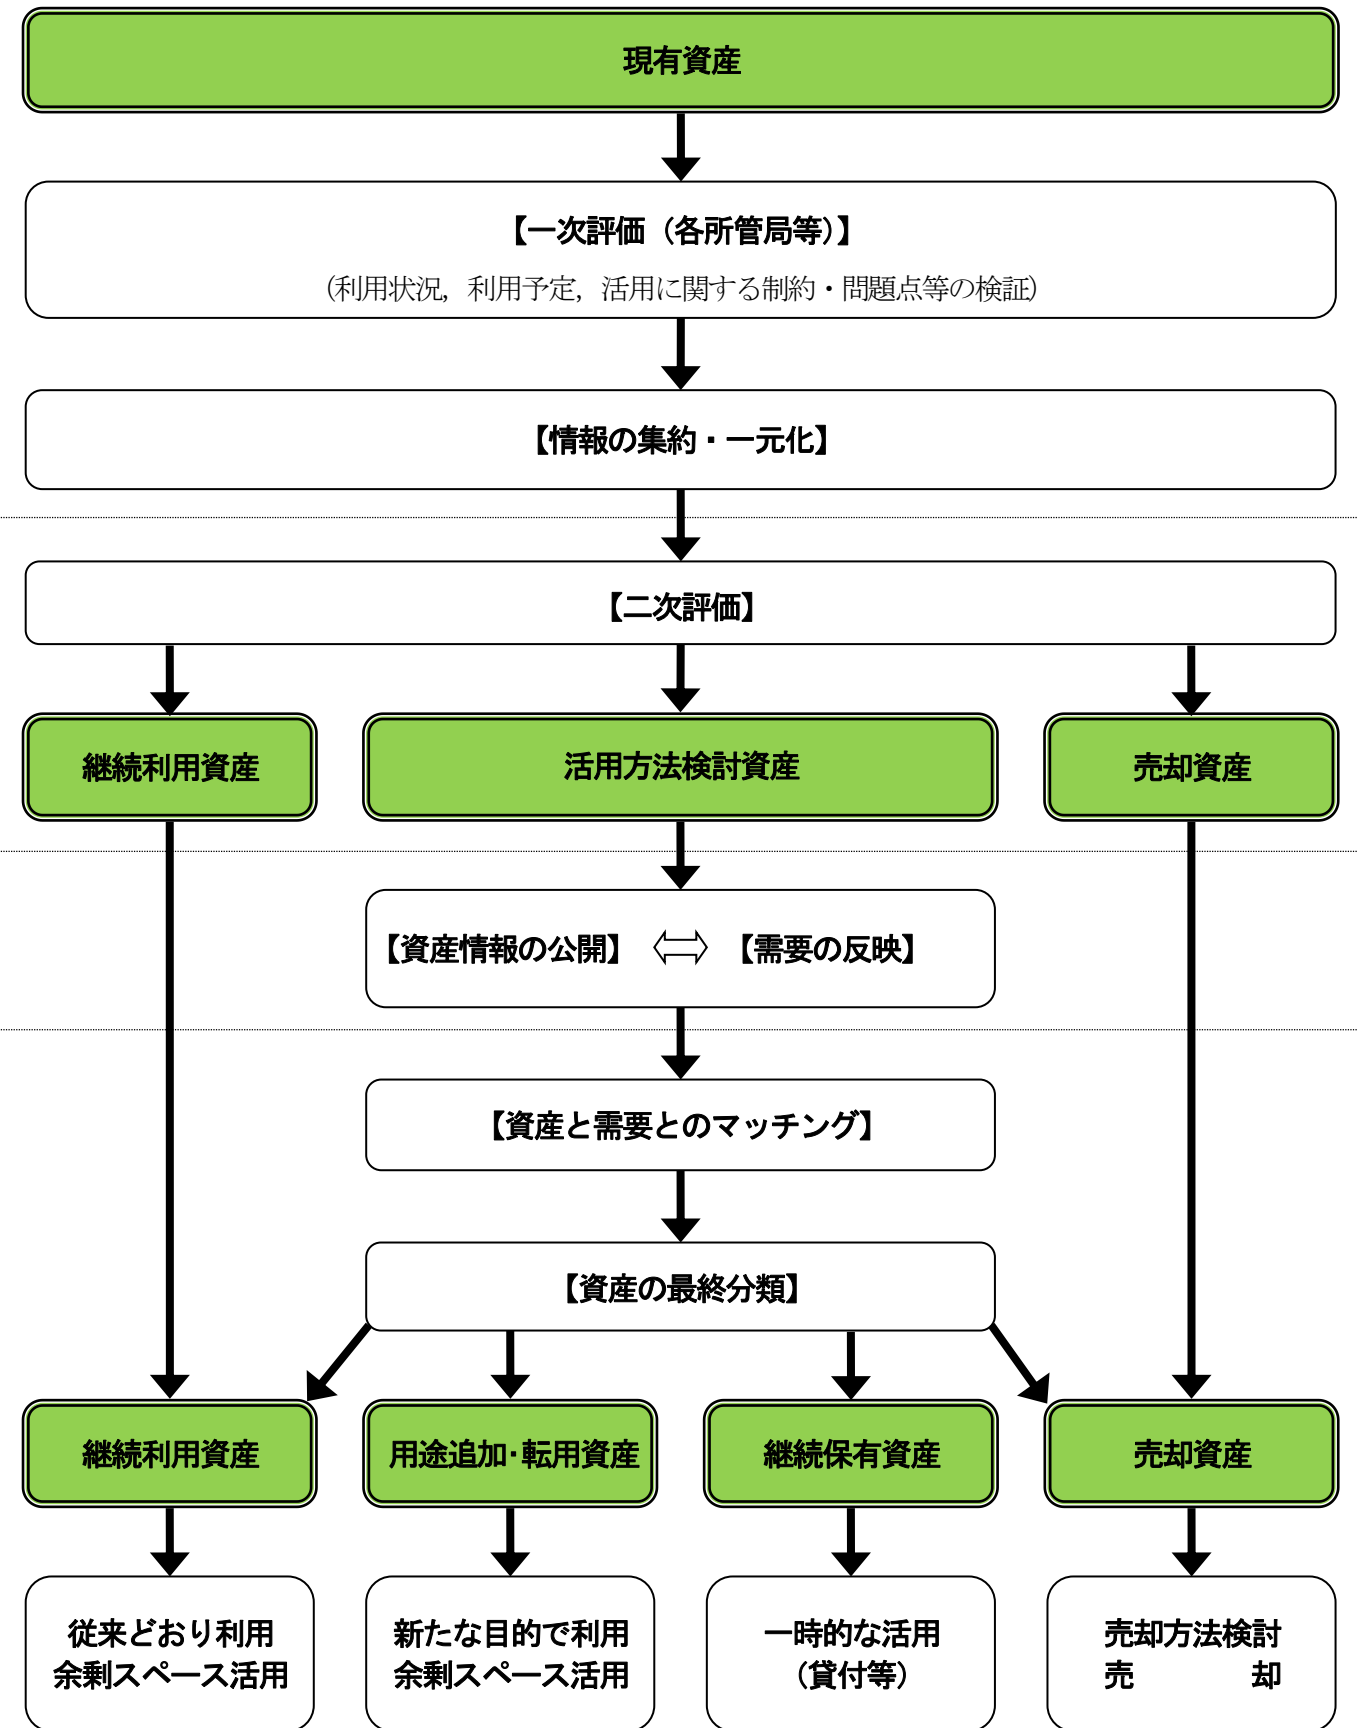 現有資産
【一次評価（各所管局等）】
（利用状況，利用予定，活用に関する制約・問題点等の検証）
【情報の集約・一元化】
【二次評価】
継続利用資産
活用方法検討資産
売却資産
【資産情報の公開】 【需要の反映】
【資産と需要とのマッチング】
【資産の最終分類】
継続利用資産
用途追加・転用資産
継続保有資産
売却資産
従来どおり利用
余剰スペース活用
新たな目的で利用
余剰スペース活用
一時的な活用
（貸付等）
売却方法検討
売　　　　却